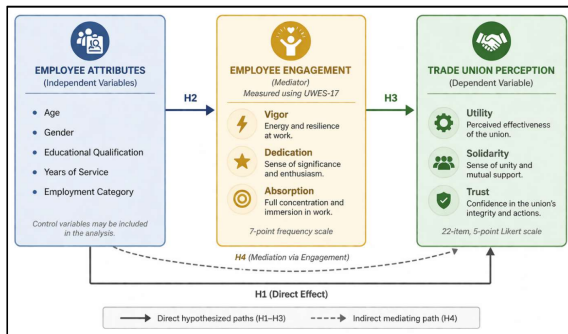 EMPLOYEE ATTRIBUTES
(Independent Variables)
• Age
• Gender
• Educational Qualification
• Years of Service
• Employment Category
Control variables may be included
in the analysis.
H2
EMPLOYEE ENGAGEMENT
(Mediator)
Measured using UWES-17
Vigor
Energy and resilience
at work.
Dedication
Sense of significance
and enthusiasm.
Absorption
Full concentration and
immersion in work.
7-point frequency scale
H3
TRADE UNION PERCEPTION
(Dependent Variable)
Utility
Perceived effectiveness
of the union.
Solidarity
Sense of unity and
mutual support.
Trust
Confidence in the union's
integrity and actions.
22-item, 5-point Likert scale
H4 (Mediation via Engagement)
H1 (Direct Effect)
Direct hypothesized paths (H1–H3)
Indirect mediating path (H4)